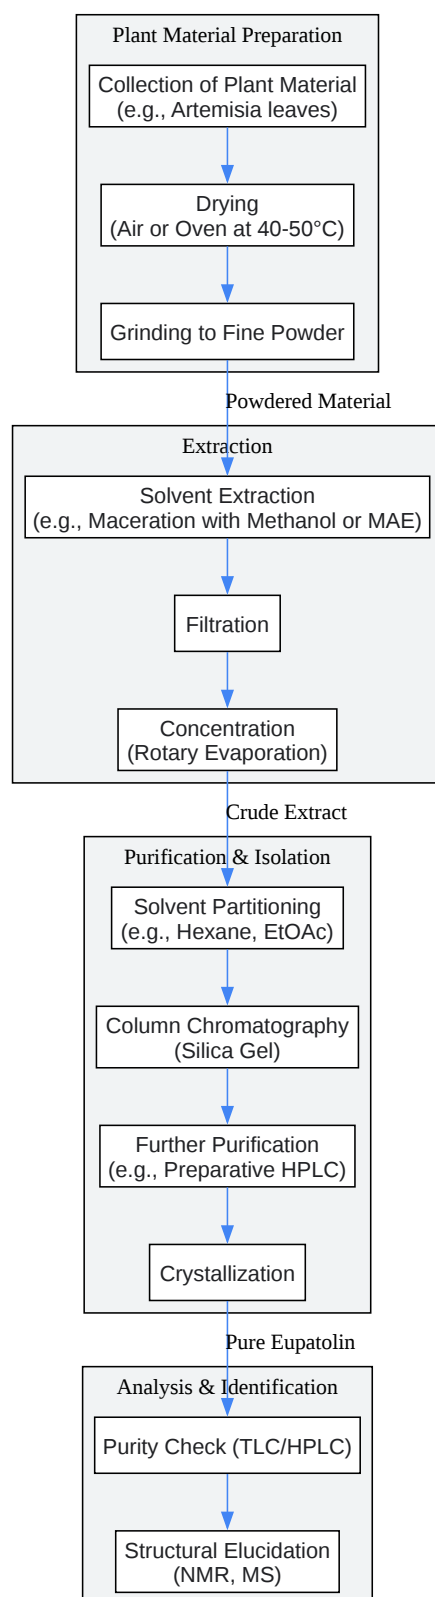 Plant Material Preparation
Collection of Plant Material
(e.g., Artemisia leaves)
Drying
(Air or Oven at 40-50°C)
Grinding to Fine Powder
Powdered Material
Extraction
Solvent Extraction
(e.g., Maceration with Methanol or MAE)
Filtration
Concentration
(Rotary Evaporation)
Crude Extract
Purification & Isolation
Solvent Partitioning
(e.g., Hexane, EtOAc)
Column Chromatography
(Silica Gel)
Further Purification
(e.g., Preparative HPLC)
Crystallization
Pure Eupatolin
Analysis & Identification
Purity Check (TLC/HPLC)
Structural Elucidation
(NMR, MS)